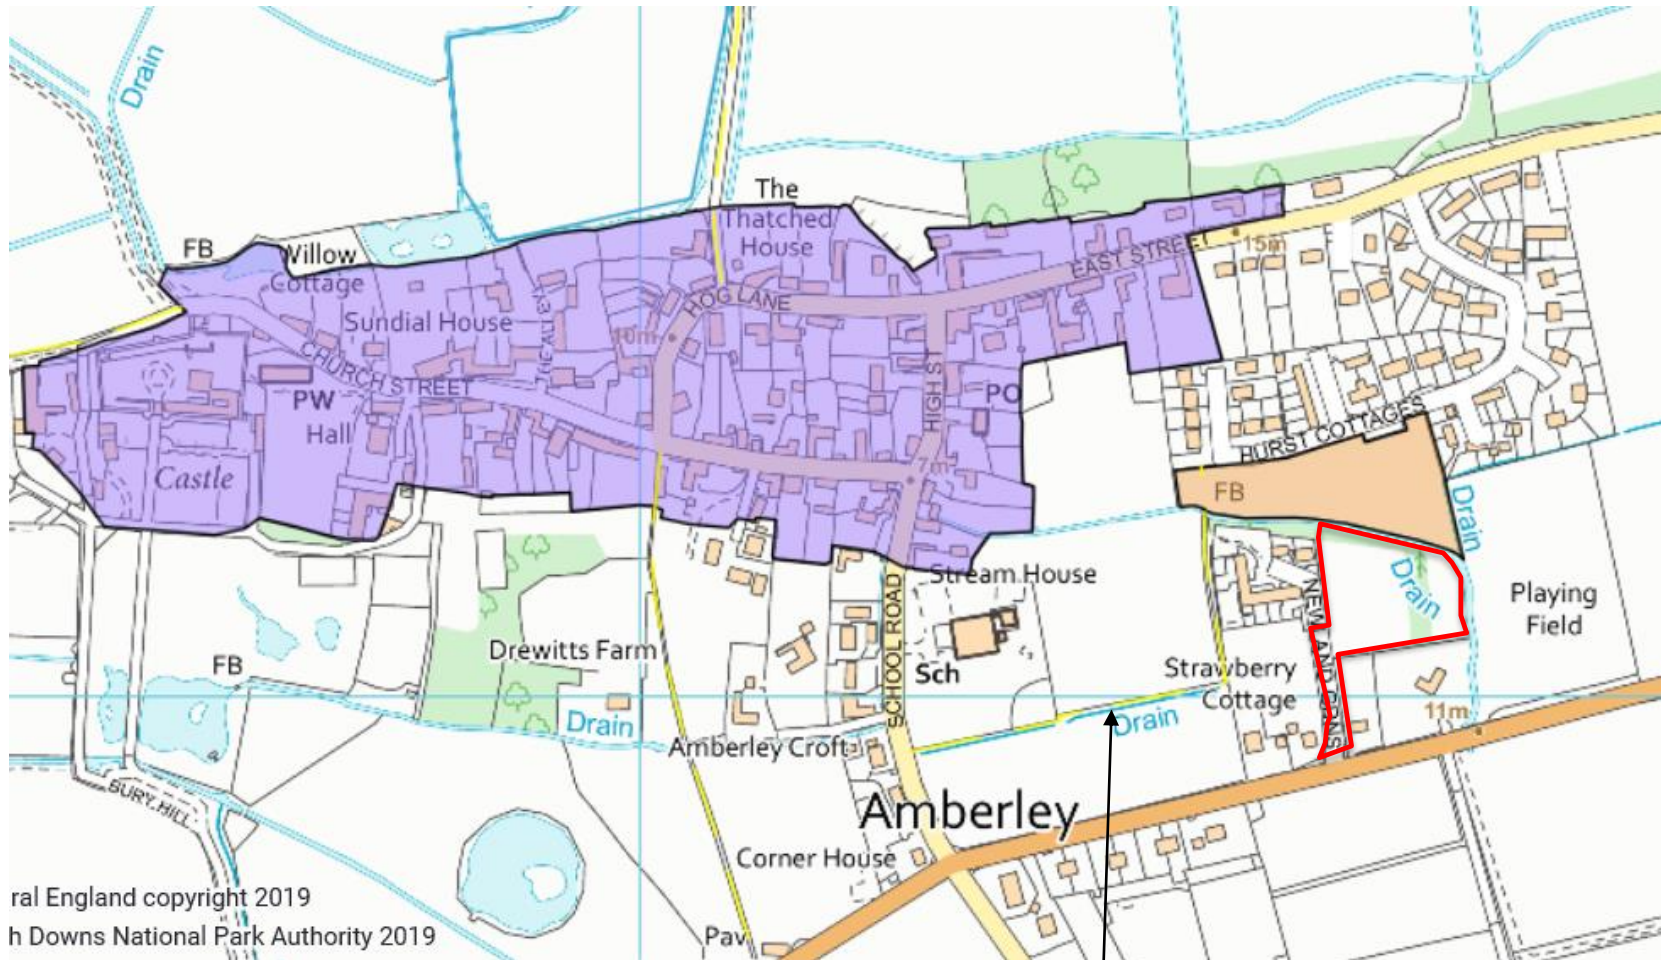 Drain
The
Thatched
House
FB
Willow
Cottage
15m
EAST STREET
HOG LANE
Sundial House
10m
CHURCH STREET
HIGH ST
PW
PO
Hall
HURST COTTAGES
Castle
FB
Drain
Stream House
Drain
NEWLAND GRNS
Playing
Field
SCHOOL ROAD
Drewitts Farm
FB
Sch
Strawberry
Cottage
11m
Drain
Drain
Amberley Croft
BURY HILL
Amberley
Corner House
ral England copyright 2019
h Downs National Park Authority 2019
Pav